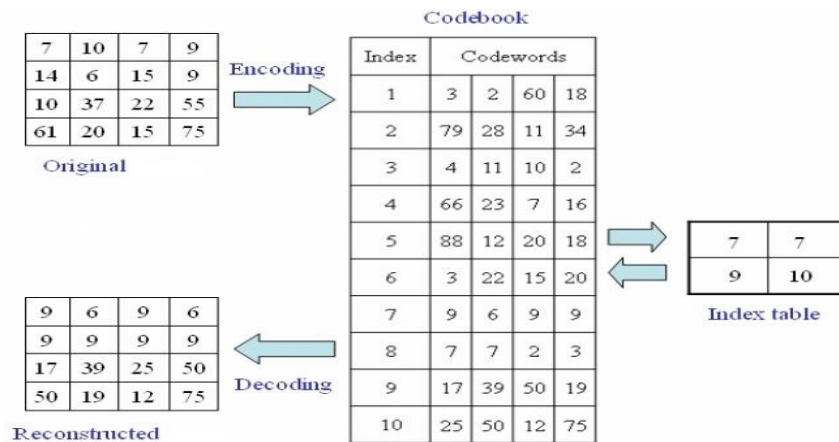 Codebook
7 10 7 9
14 6 15 9
10 37 22 55
61 20 15 75
Original
Encoding
Index Codewords
1 3 2 60 18
2 79 28 11 34
3 4 11 10 2
4 66 23 7 16
5 88 12 20 18
6 3 22 15 20
7 9 6 9 9
8 7 7 2 3
9 17 39 50 19
10 25 50 12 75
7 7
9 10
Index table
9 6 9 6
9 9 9 9
17 39 25 50
50 19 12 75
Decoding
Reconstructed